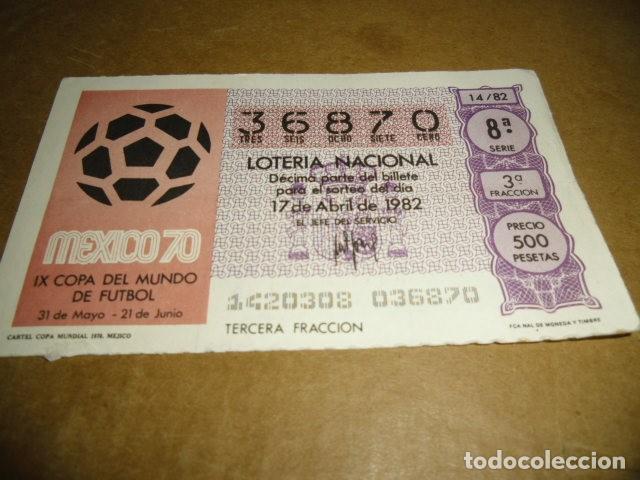 14/82
36870
TRES SEIS OCHO SIETE CERO
8ª
SERIE
LOTERIA NACIONAL
Décima parte del billete
para el sorteo del día
17 de Abril de 1982
EL JEFE DEL SERVICIO
3ª
FRACCION
PRECIO
500
PESETAS
MEXICO 70
IX COPA DEL MUNDO
DE FUTBOL
31 de Mayo - 21 de Junio
1420308 036870
TERCERA FRACCION
CARTEL COPA MUNDIAL 1970. MEJICO
FCA NAL DE MONEDA Y TIMBRE
todocoleccion